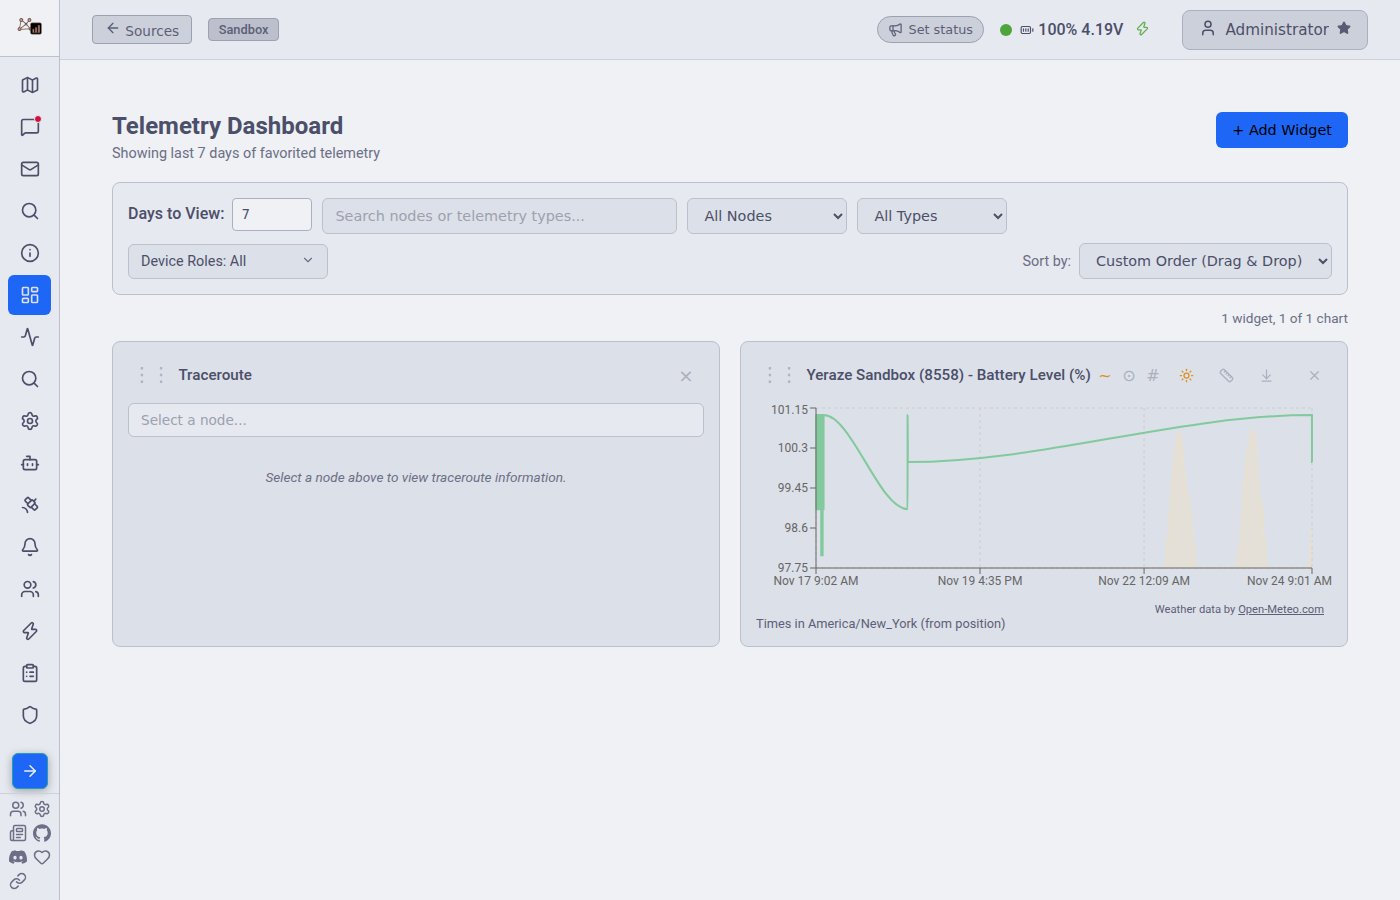 Sources
Sandbox
Set status
100% 4.19V
Administrator
Telemetry Dashboard
Showing last 7 days of favorited telemetry
+ Add Widget
Days to View:
7
Search nodes or telemetry types...
All Nodes
All Types
Device Roles: All
Sort by:
Custom Order (Drag & Drop)
1 widget, 1 of 1 chart
Traceroute
Select a node...
Select a node above to view traceroute information.
Yeraze Sandbox (8558) - Battery Level (%)
101.15
100.3
99.45
98.6
97.75
Nov 17 9:02 AM
Nov 19 4:35 PM
Nov 22 12:09 AM
Nov 24 9:01 AM
Weather data by Open-Meteo.com
Times in America/New_York (from position)